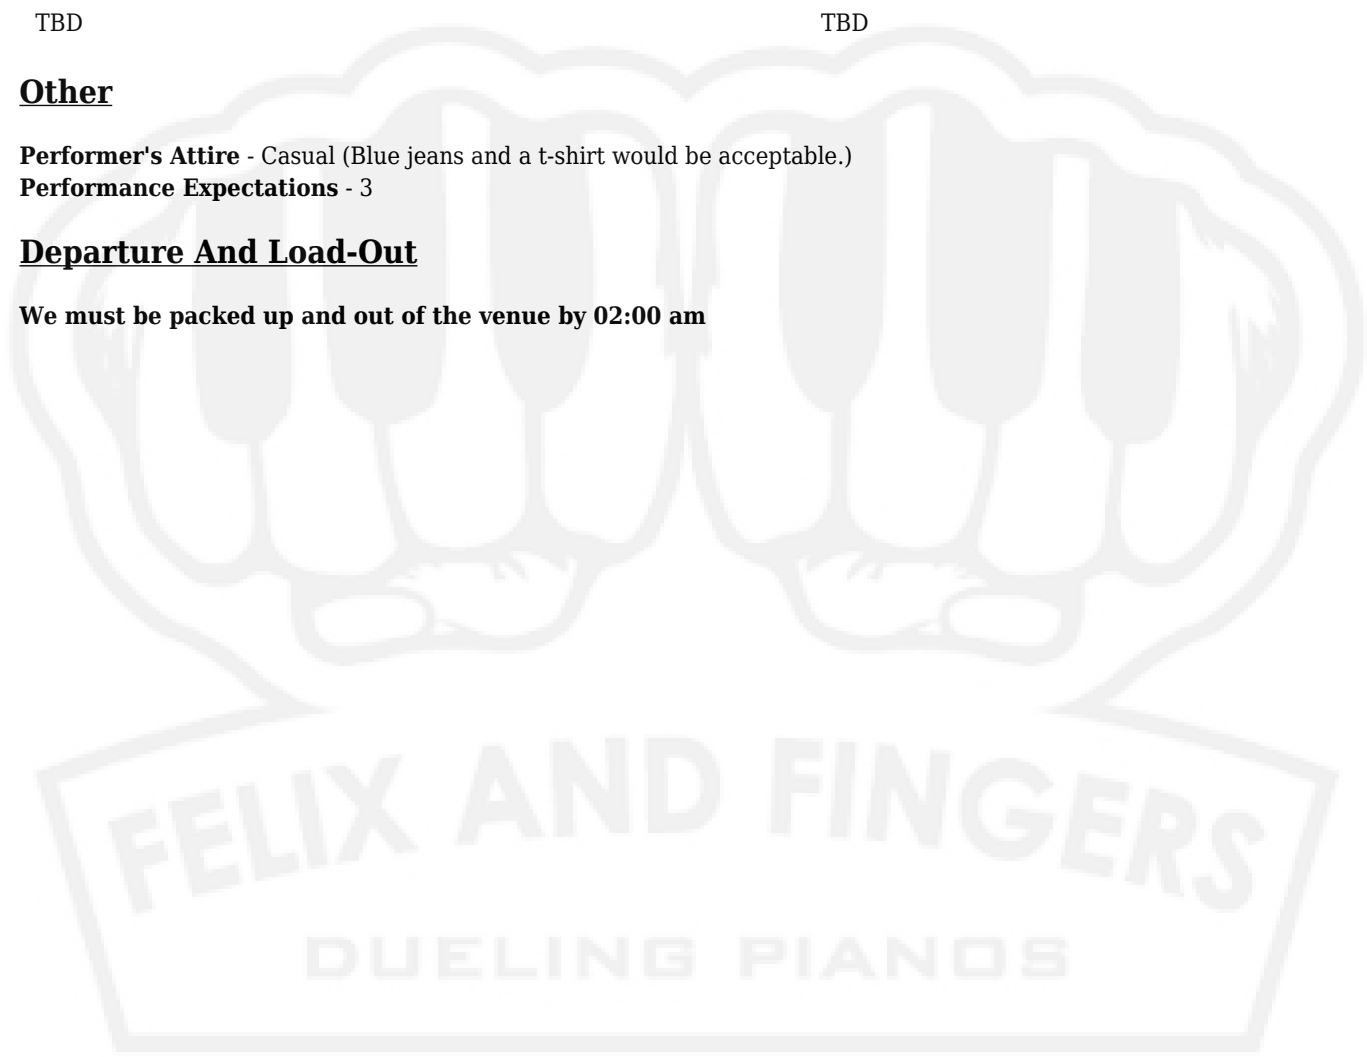 TBD TBD
Other
Performer's Attire - Casual (Blue jeans and a t-shirt would be acceptable.)
Performance Expectations - 3
Departure And Load-Out
We must be packed up and out of the venue by 02:00 am
FELIX AND FINGERS
DUELING PIANOS